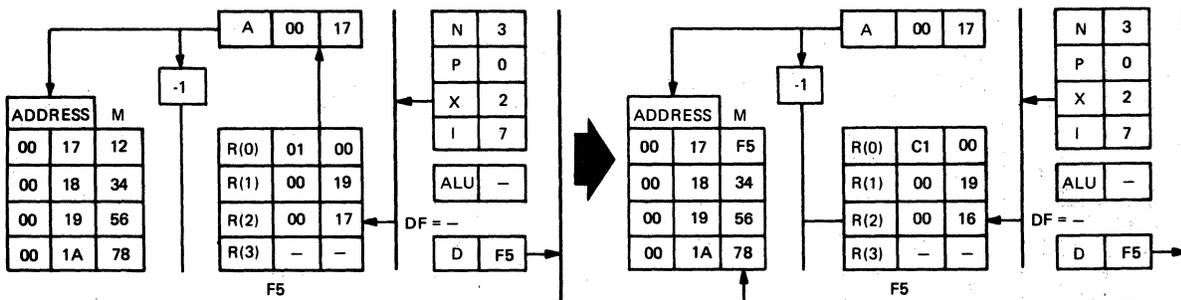 A 00 17
-1
ADDRESS M
00 17 12
00 18 34
00 19 56
00 1A 78
R(0) 01 00
R(1) 00 19
R(2) 00 17
R(3) – –
F5
N 3
P 0
X 2
I 7
ALU –
DF = –
D F5
A 00 17
-1
ADDRESS M
00 17 F5
00 18 34
00 19 56
00 1A 78
R(0) C1 00
R(1) 00 19
R(2) 00 16
R(3) – –
F5
N 3
P 0
X 2
I 7
ALU –
DF = –
D F5